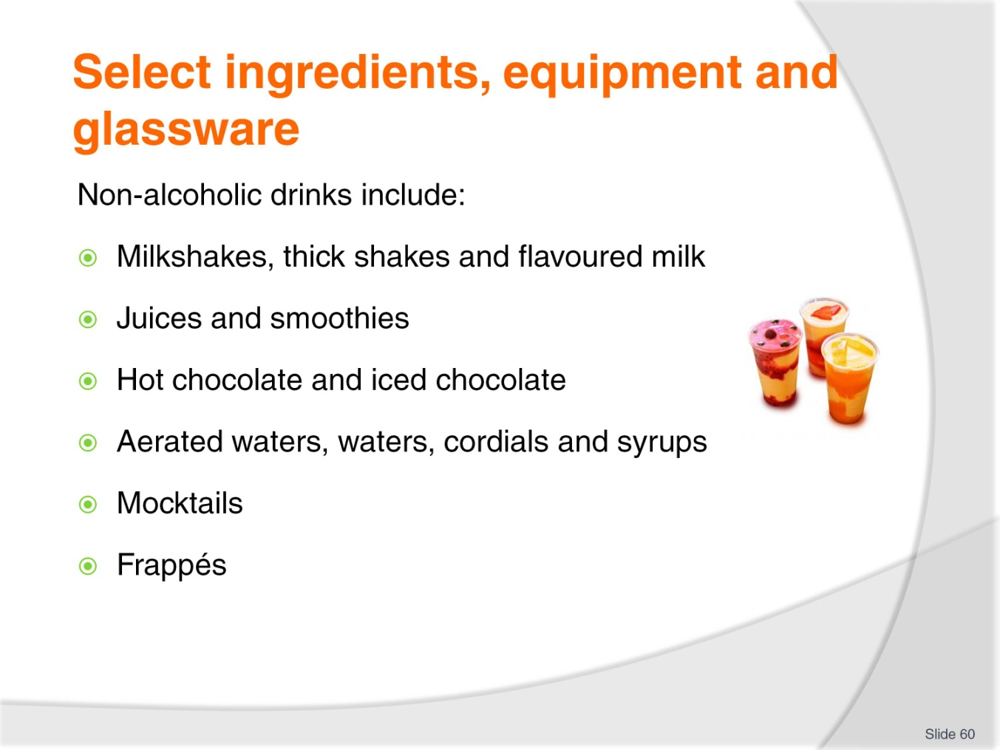 Select ingredients, equipment and
glassware
Non-alcoholic drinks include:
Milkshakes, thick shakes and flavoured milk
Juices and smoothies
Hot chocolate and iced chocolate
Aerated waters, waters, cordials and syrups
Mocktails
Frappés
Slide 60